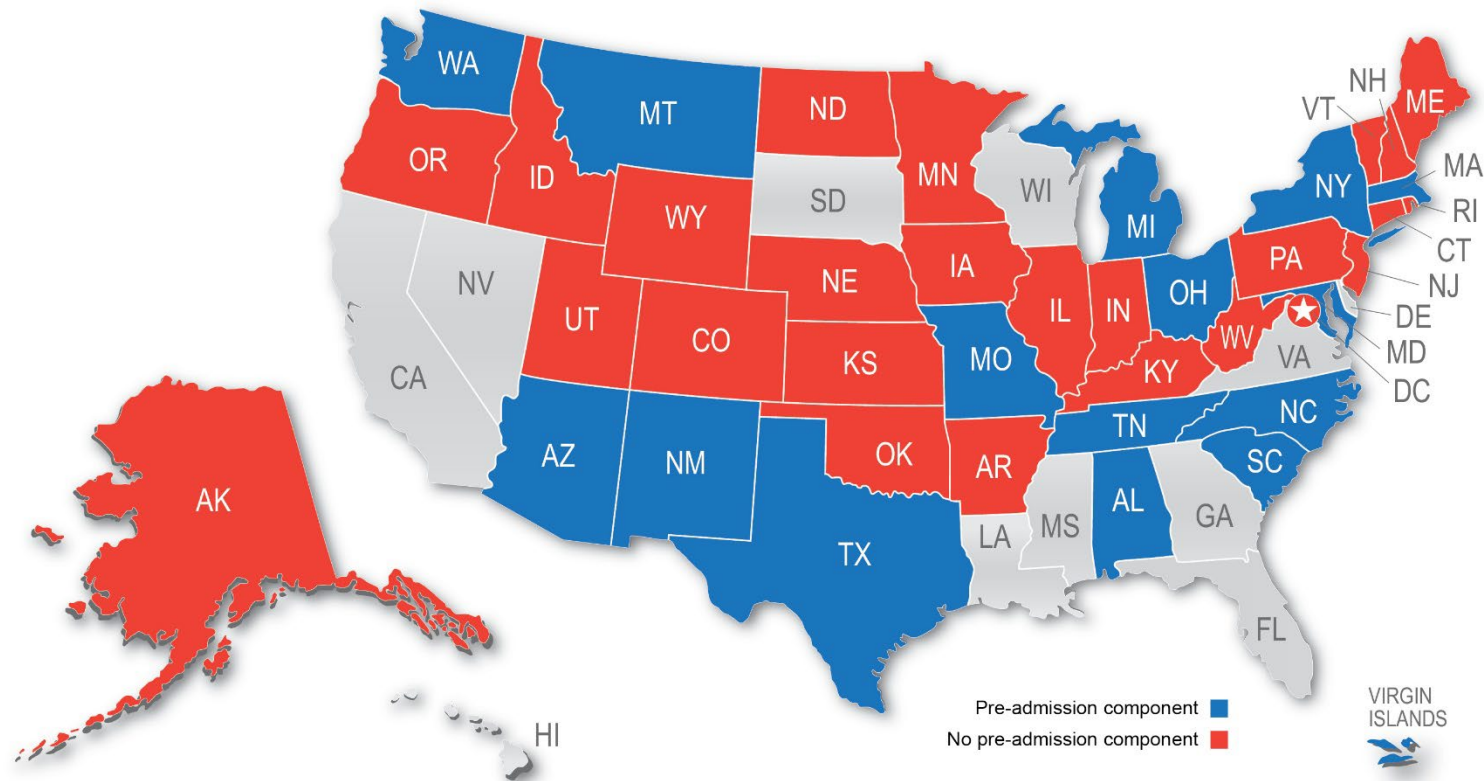 WA
MT
ND
MN
OR
ID
WY
SD
WI
MI
NY
VT
NH
ME
MA
RI
CT
NJ
PA
NV
UT
CO
NE
IA
IL
IN
OH
WV
DE
MD
DC
VA
CA
KS
MO
KY
NC
TN
AZ
NM
OK
AR
SC
TX
LA
MS
AL
GA
FL
AK
HI
Pre-admission component
No pre-admission component
VIRGIN
ISLANDS